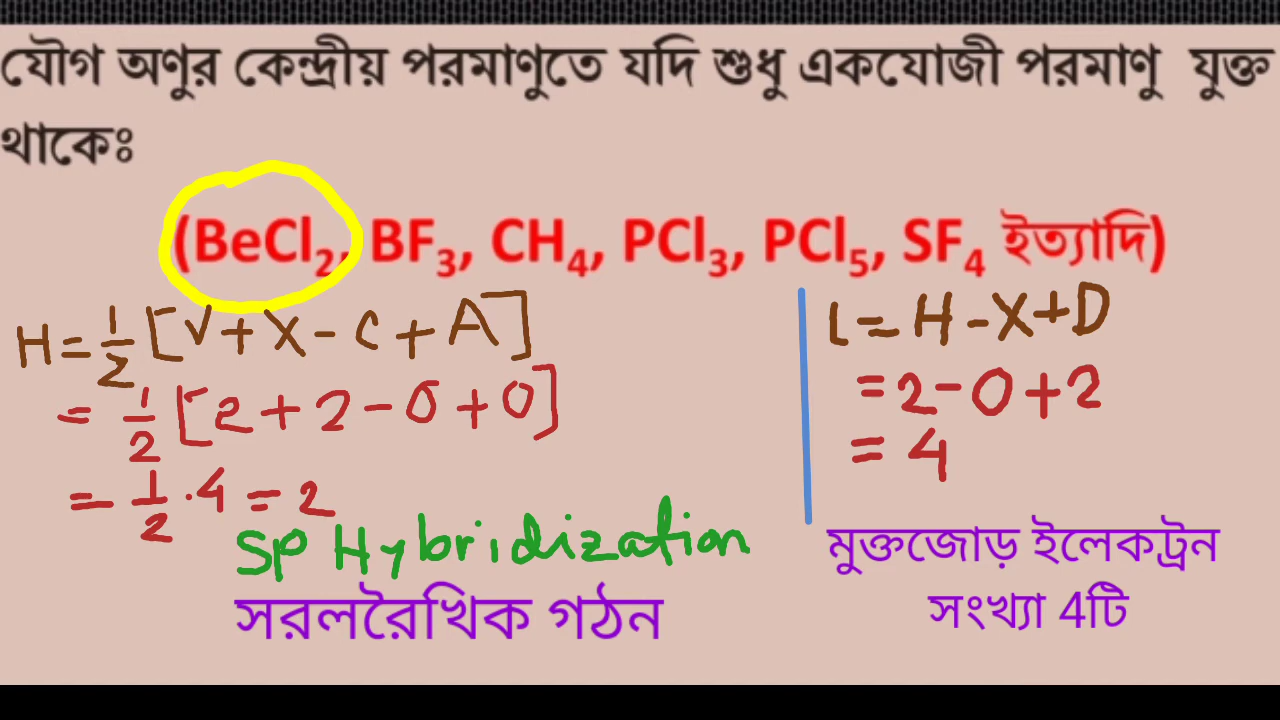 যৌগ অণুর কেন্দ্রীয় পরমাণুতে যদি শুধু একযোজী পরমাণু যুক্ত
থাকেঃ
(BeCl₂, BF₃, CH₄, PCl₃, PCl₅, SF₄ ইত্যাদি)
H = 1/2 [V + X - C + A]
= 1/2 [2 + 2 - 0 + 0]
= 1/2 . 4 = 2
SP Hybridization
সরলরৈখিক গঠন
L = H - X + D
= 2 - 0 + 2
= 4
মুক্তজোড় ইলেকট্রন
সংখ্যা 4টি